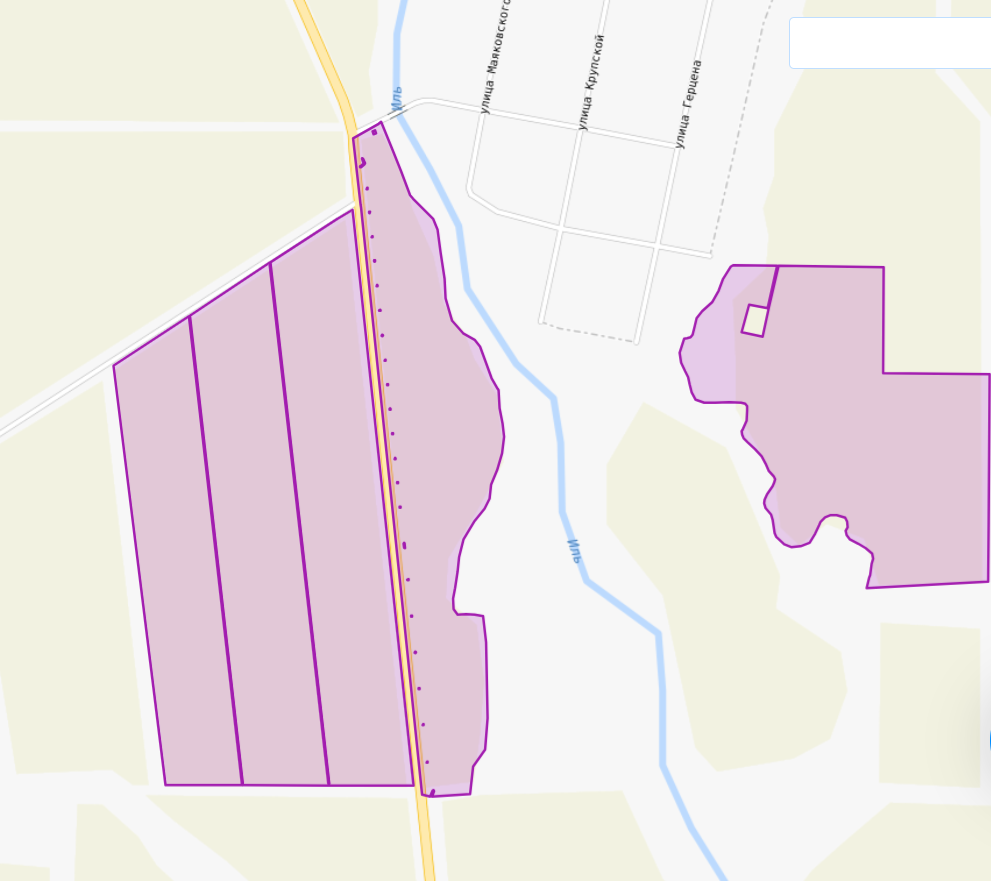 улица Маяковского
улица Крупской
улица Герцена
Иль
Иль